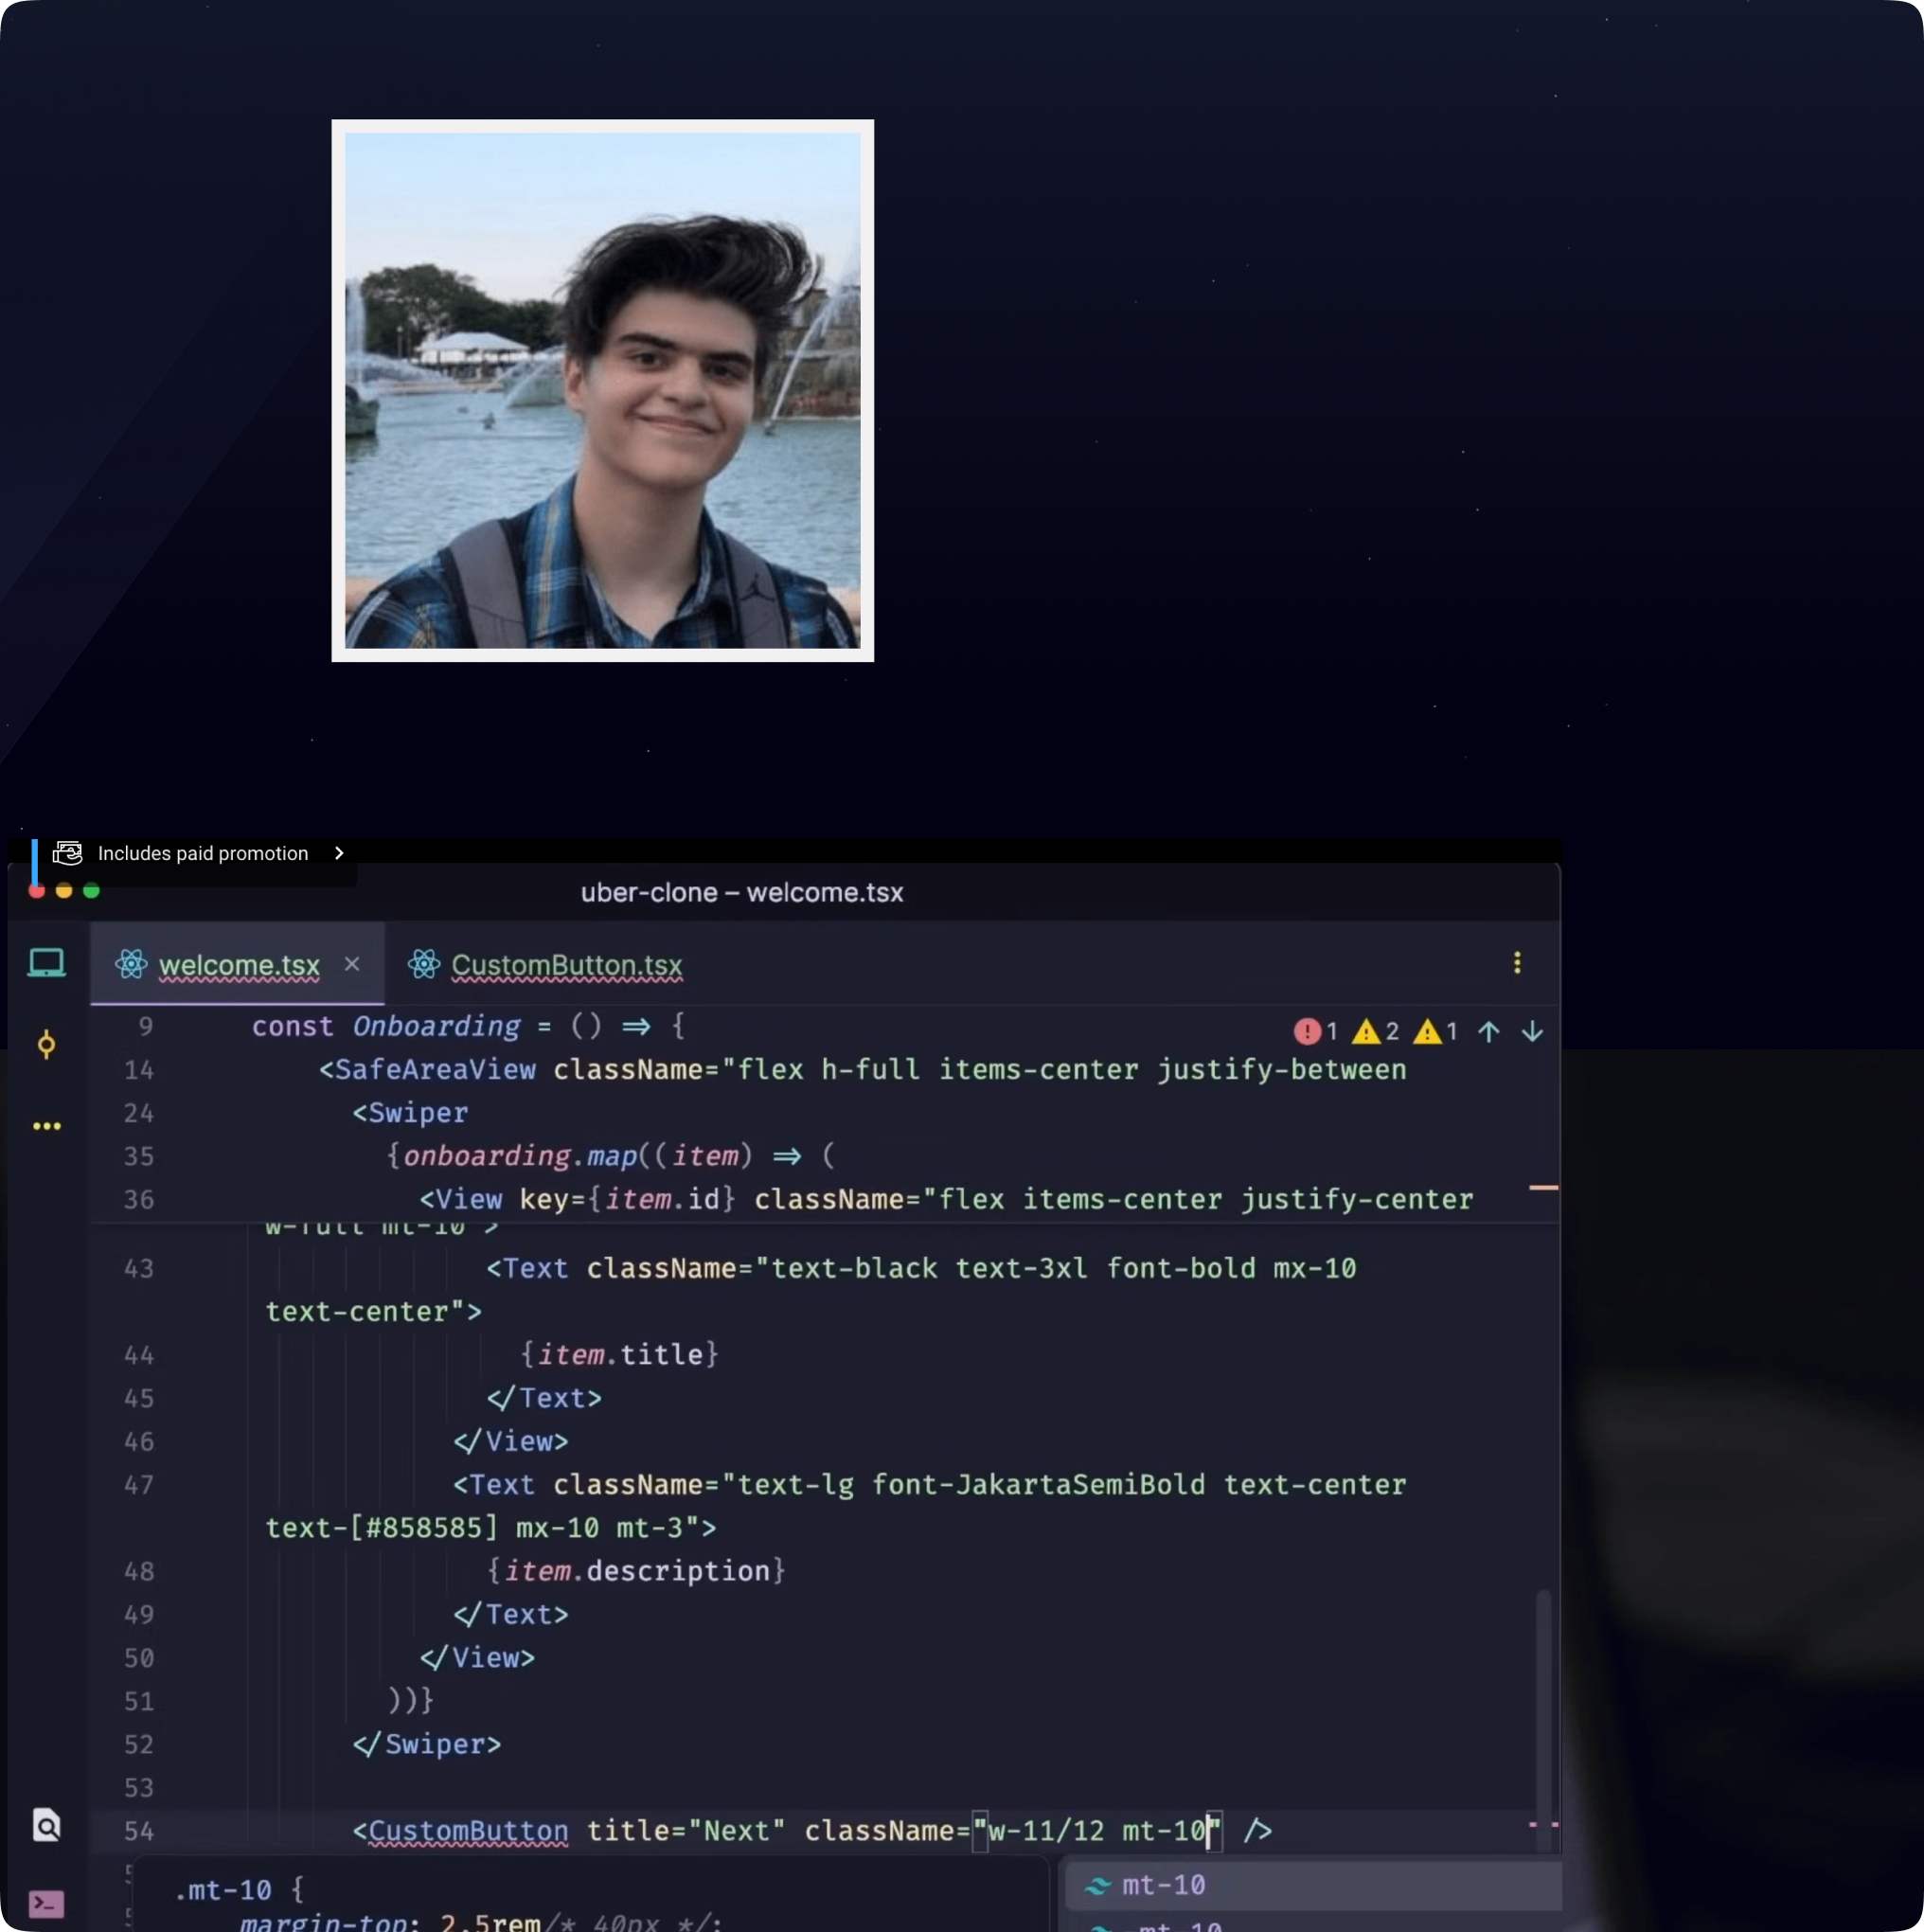 Includes paid promotion
uber-clone – welcome.tsx
welcome.tsx × CustomButton.tsx
9 const Onboarding = () => {
1 2 1
14 <SafeAreaView className="flex h-full items-center justify-between
24 <Swiper
35 {onboarding.map((item) => (
36 <View key={item.id} className="flex items-center justify-center
w-full mt-10">
43 <Text className="text-black text-3xl font-bold mx-10
text-center">
44 {item.title}
45 </Text>
46 </View>
47 <Text className="text-lg font-JakartaSemiBold text-center
text-[#858585] mx-10 mt-3">
48 {item.description}
49 </Text>
50 </View>
51 ))}
52 </Swiper>
53
54 <CustomButton title="Next" className="w-11/12 mt-10" />
.mt-10 {
margin-top: 2.5rem/* 40px */;
mt-10
-mt-10